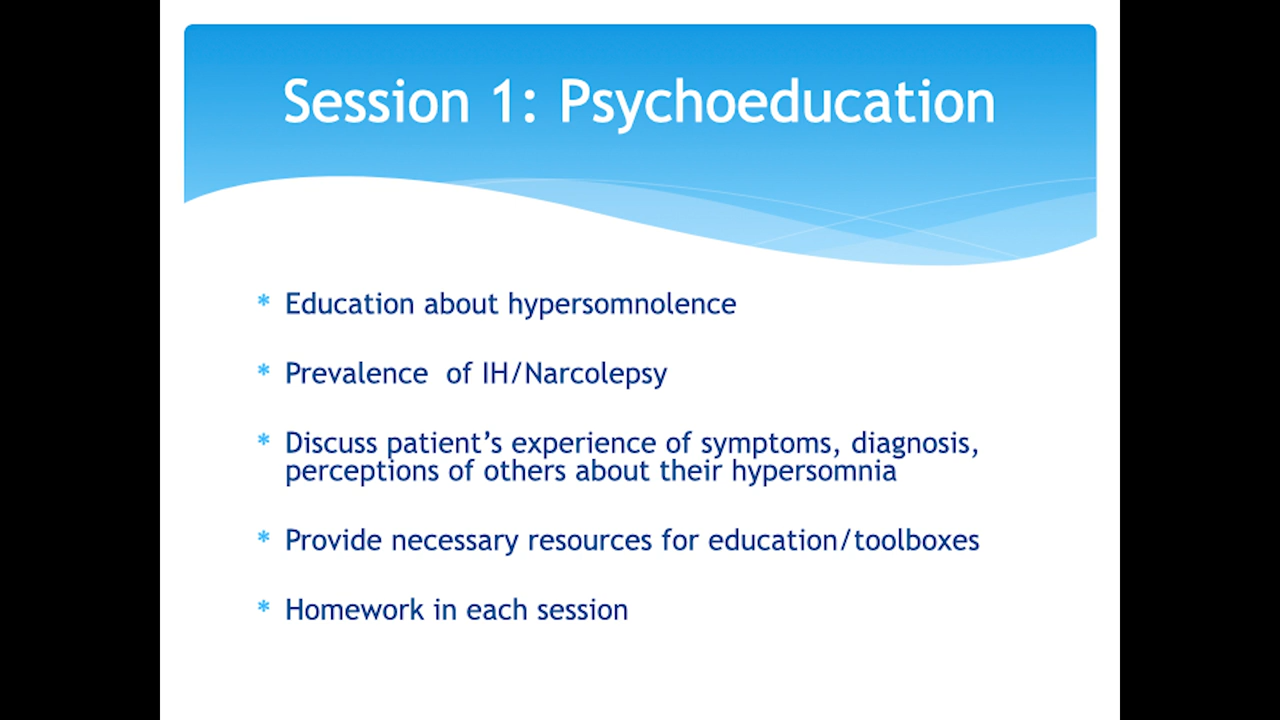 Session 1: Psychoeducation
* Education about hypersomnolence
* Prevalence  of IH/Narcolepsy
* Discuss patient’s experience of symptoms, diagnosis,
perceptions of others about their hypersomnia
* Provide necessary resources for education/toolboxes
* Homework in each session